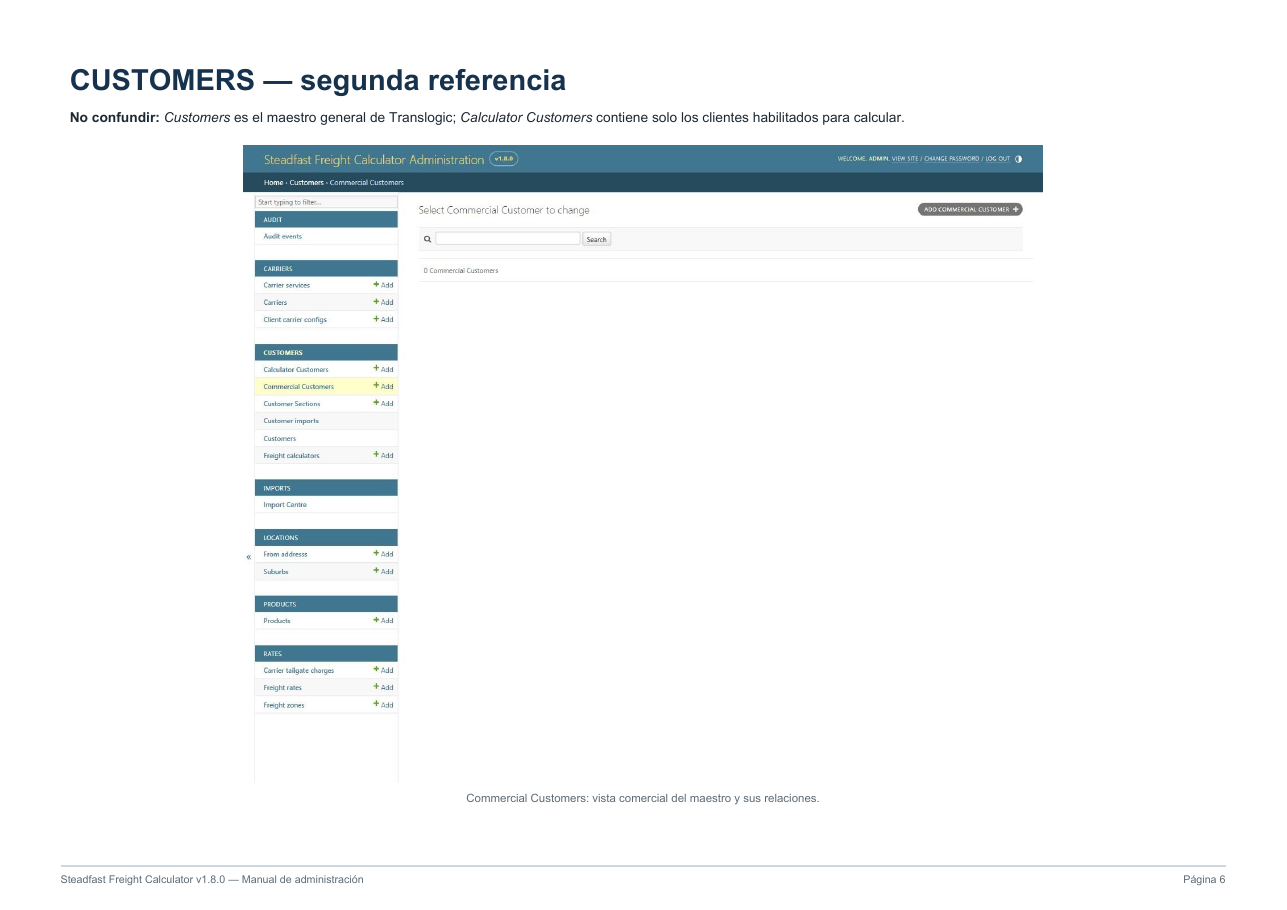 CUSTOMERS — segunda referencia
No confundir: Customers es el maestro general de Translogic; Calculator Customers contiene solo los clientes habilitados para calcular.
Steadfast Freight Calculator Administration v1.8.0
WELCOME, ADMIN. VIEW SITE / CHANGE PASSWORD / LOG OUT
Home › Customers › Commercial Customers
Start typing to filter...
AUDIT
Audit events
CARRIERS
Carrier services + Add
Carriers + Add
Client carrier configs + Add
CUSTOMERS
Calculator Customers + Add
Commercial Customers + Add
Customer Sections + Add
Customer imports
Customers
Freight calculators + Add
IMPORTS
Import Centre
LOCATIONS
From addresss + Add
Suburbs + Add
PRODUCTS
Products + Add
RATES
Carrier tailgate charges + Add
Freight rates + Add
Freight zones + Add
«
Select Commercial Customer to change
ADD COMMERCIAL CUSTOMER +
Search
0 Commercial Customers
Commercial Customers: vista comercial del maestro y sus relaciones.
Steadfast Freight Calculator v1.8.0 — Manual de administración
Página 6